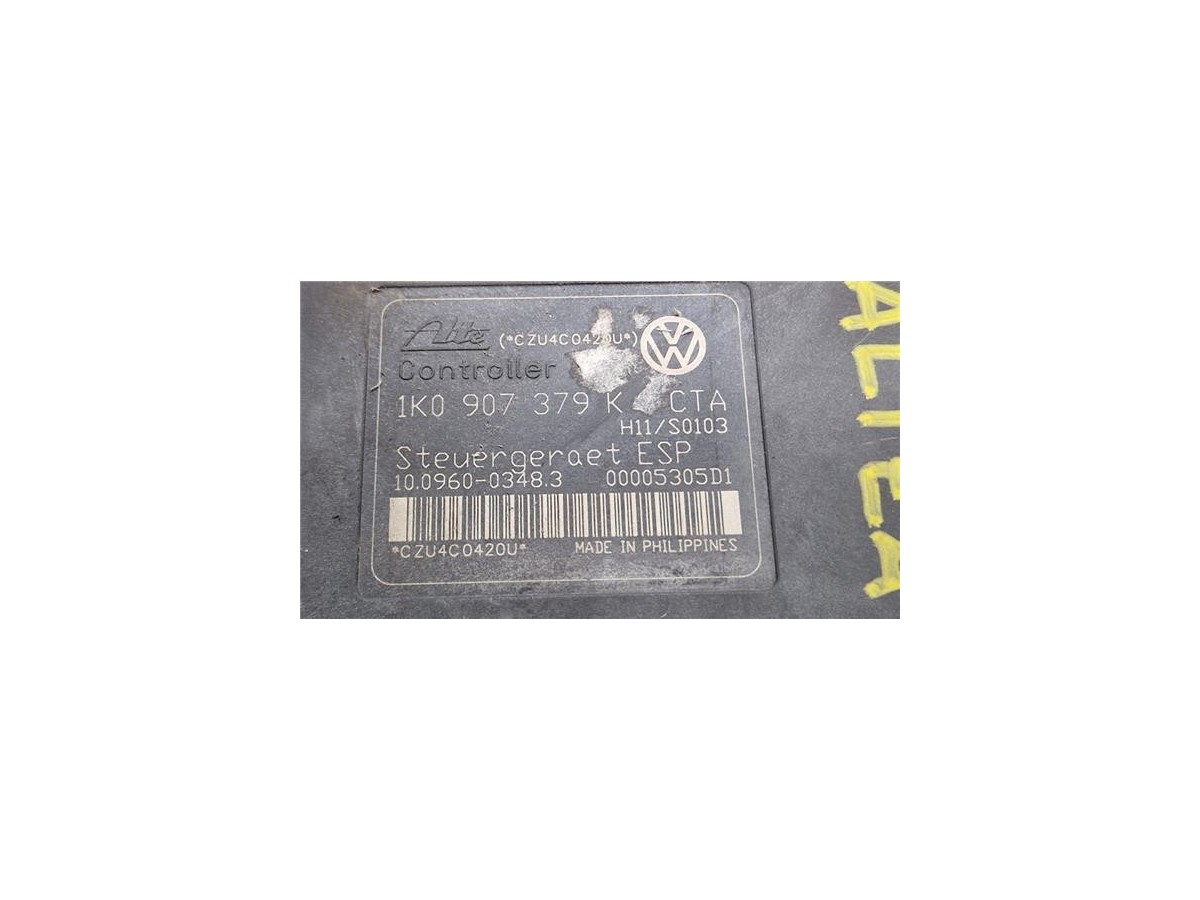 Ate (*CZU4C0420U*)
Controller
1K0 907 379 K CTA
H11/S0103
Steuergeraet ESP
10.0960-0348.3 00005305D1
*CZU4C0420U* MADE IN PHILIPPINES
ALTEA